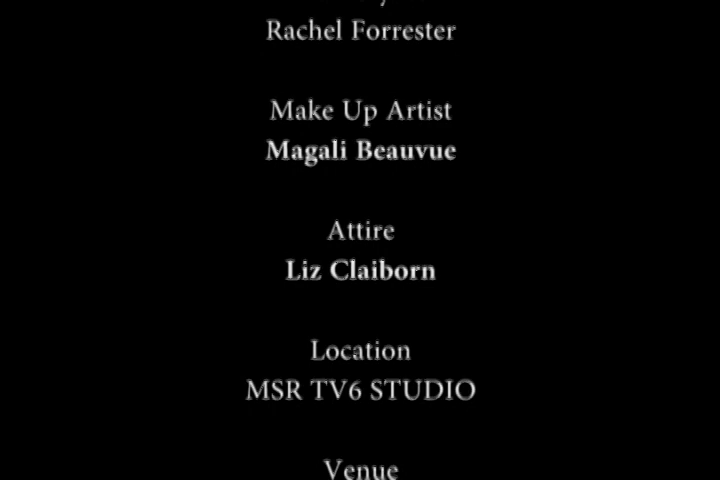 Rachel Forrester
Make Up Artist
Magali Beauvue
Attire
Liz Claiborn
Location
MSR TV6 STUDIO
Venue